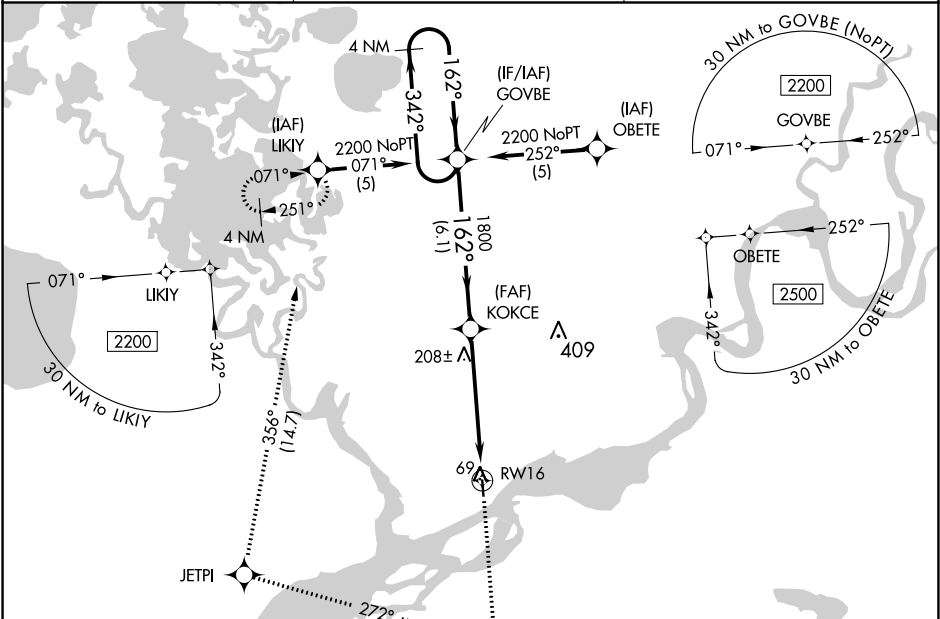 30 NM to GOVBE (NoPT)
2200
GOVBE
071°
252°
4 NM
162°
342°
(IF/IAF)
GOVBE
(IAF)
OBETE
2200 NoPT
252°
(5)
(IAF)
LIKIY
2200 NoPT
071°
(5)
071°
251°
4 NM
1800
162°
(6.1)
252°
OBETE
2500
342°
30 NM to OBETE
071°
LIKIY
2200
342°
30 NM to LIKIY
(FAF)
KOKCE
208±
409
356°
(14.7)
69
RW16
JETPI
272°